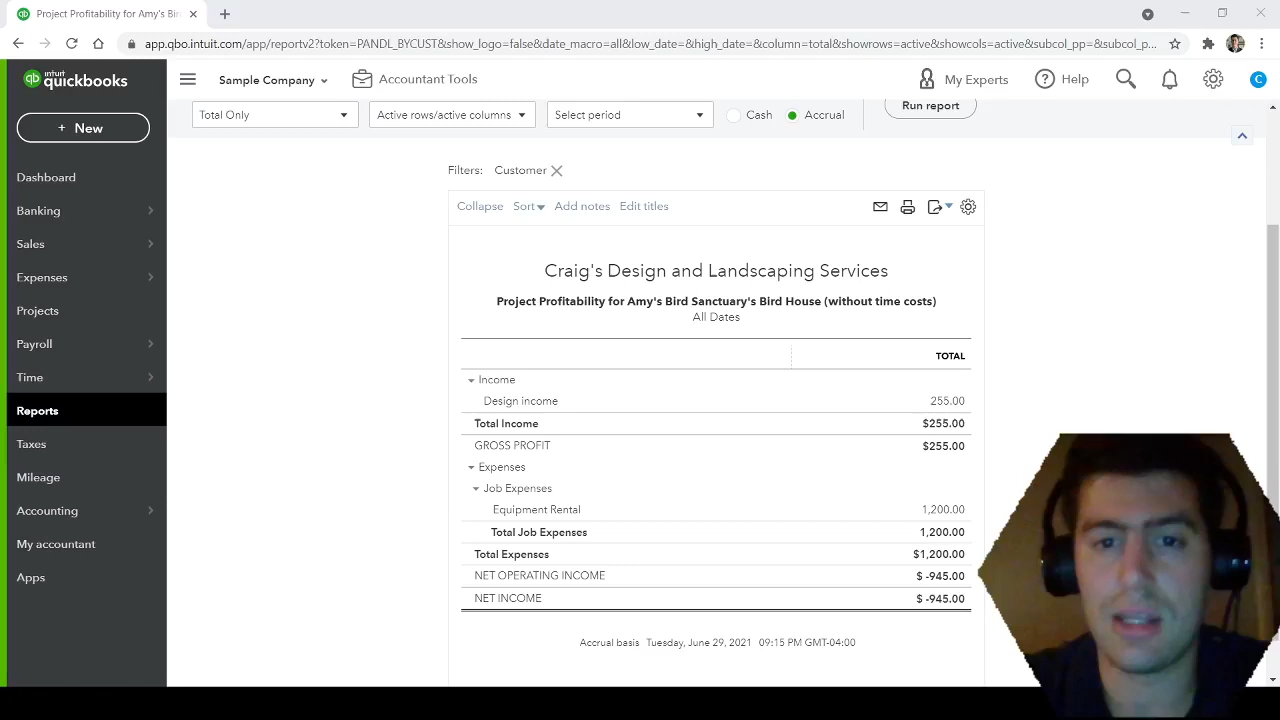 Project Profitability for Amy's Bir
app.qbo.intuit.com/app/reportv2?token=PANDL_BYCUST&show_logo=false&date_macro=all&low_date=&high_date=&column=total&showrows=active&showcols=active&subcol_pp=&subcol_p...
intuit
quickbooks
Sample Company
Accountant Tools
My Experts
Help
C
+ New
Total Only
Active rows/active columns
Select period
Cash
Accrual
Run report
Dashboard
Banking
Sales
Expenses
Projects
Payroll
Time
Reports
Taxes
Mileage
Accounting
My accountant
Apps
Filters: Customer
Collapse Sort Add notes Edit titles
Craig's Design and Landscaping Services
Project Profitability for Amy's Bird Sanctuary's Bird House (without time costs)
All Dates
TOTAL
Income
Design income 255.00
Total Income $255.00
GROSS PROFIT $255.00
Expenses
Job Expenses
Equipment Rental 1,200.00
Total Job Expenses 1,200.00
Total Expenses $1,200.00
NET OPERATING INCOME $ -945.00
NET INCOME $ -945.00
Accrual basis Tuesday, June 29, 2021 09:15 PM GMT-04:00